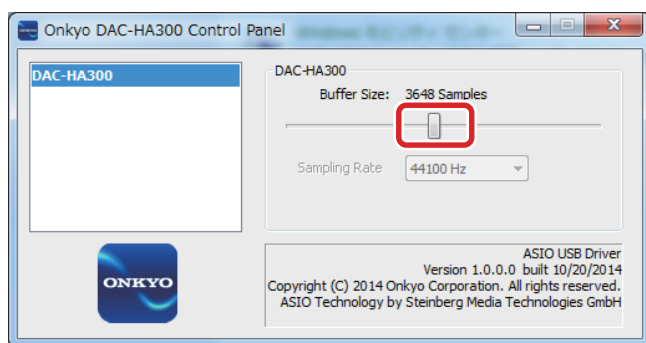 Onkyo DAC-HA300 Control Panel
DAC-HA300
DAC-HA300
Buffer Size: 3648 Samples
Sampling Rate 44100 Hz
ONKYO
ASIO USB Driver
Version 1.0.0.0 built 10/20/2014
Copyright (C) 2014 Onkyo Corporation. All rights reserved.
ASIO Technology by Steinberg Media Technologies GmbH